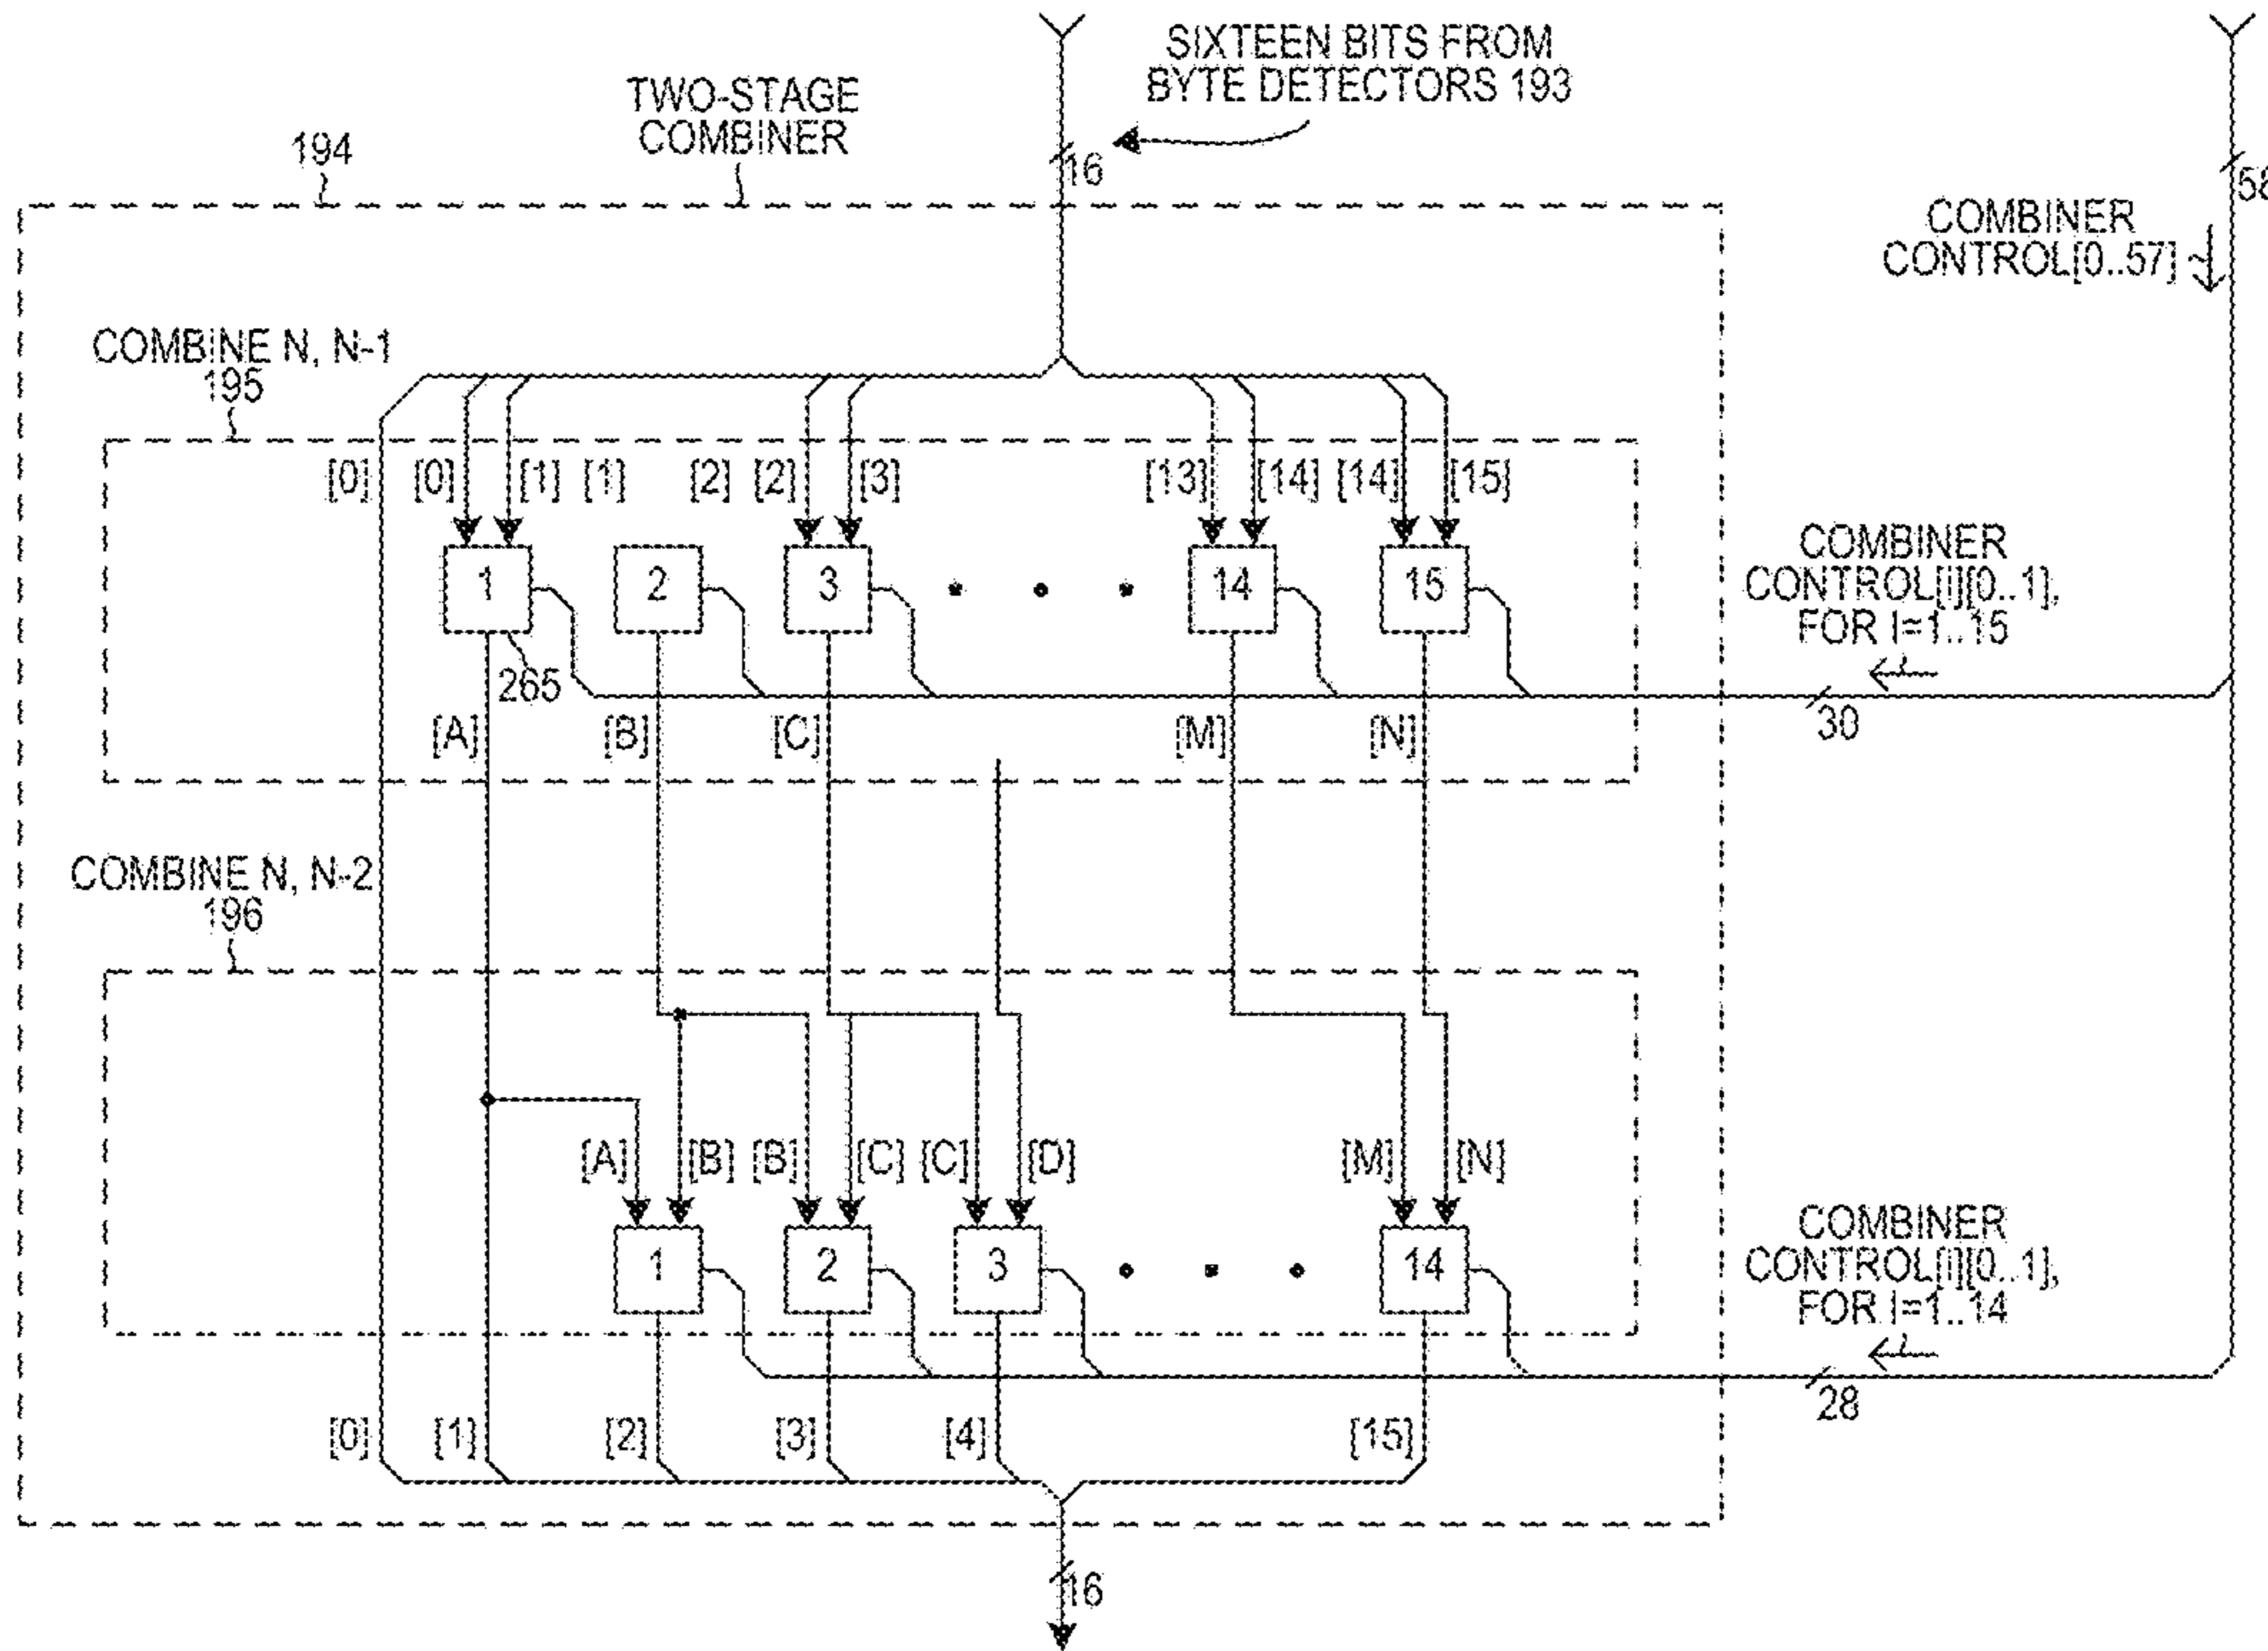 SIXTEEN BITS FROM
BYTE DETECTORS 193
TWO-STAGE
COMBINER
194
16
58
COMBINER
CONTROL[0..57]
COMBINE N, N-1
195
[0] [0] [1] [1] [2] [2] [3] [13] [14] [14] [15]
1 2 3 14 15
COMBINER
CONTROL[I][0..1],
FOR I=1..15
265
30
[A] [B] [C] [M] [N]
COMBINE N, N-2
196
[A] [B] [B] [C] [C] [D] [M] [N]
1 2 3 14
COMBINER
CONTROL[I][0..1],
FOR I=1..14
28
[0] [1] [2] [3] [4] [15]
16